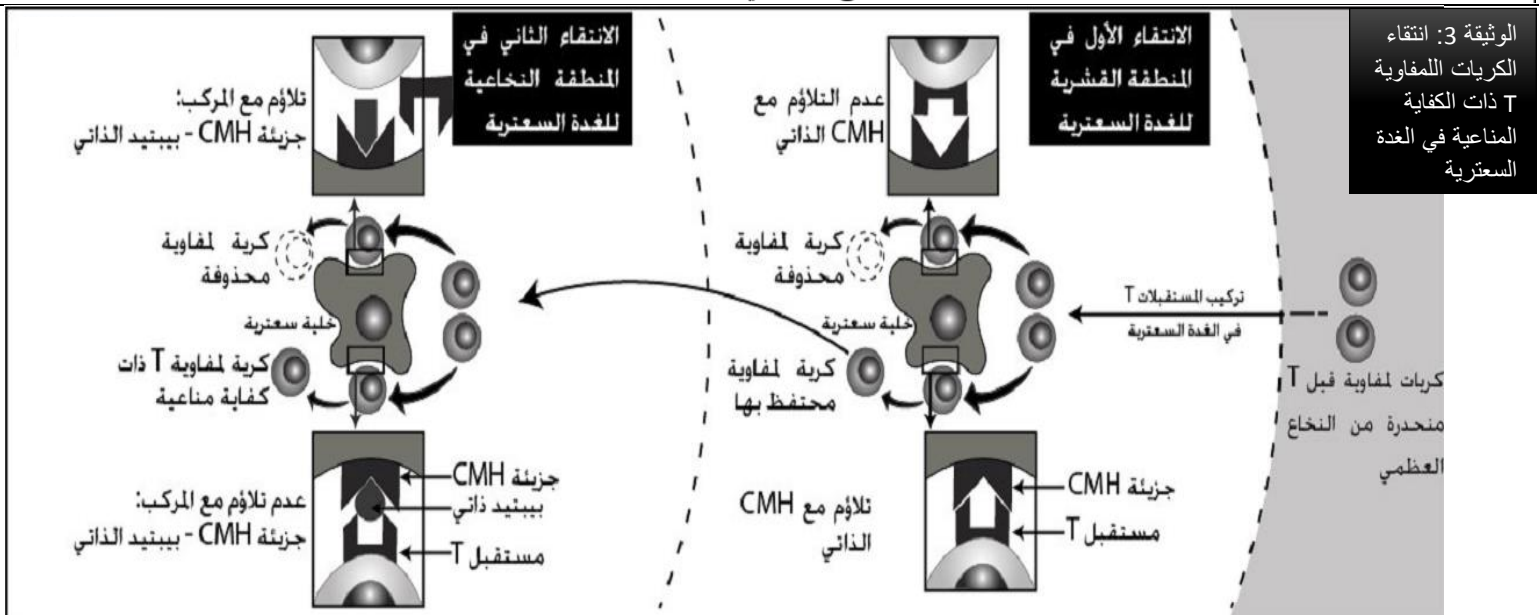 الوثيقة 3: انتقاء
الكريات اللمفاوية
T ذات الكفاية
المناعية في الغدة
السعترية
كريات لمفاوية قبل T
منحدرة من النخاع
العظمي
تركيب المستقبلات T
في الغدة السعترية
الانتقاء الأول في
المنطقة القشرية
للغدة السعترية
عدم التلاؤم مع
CMH الذاتي
كرية لمفاوية
محذوفة
خلية سعترية
كرية لمفاوية
محتفظ بها
جزيئة CMH
مستقبل T
تلاؤم مع CMH
الذاتي
الانتقاء الثاني في
المنطقة النخاعية
للغدة السعترية
تلاؤم مع المركب:
جزيئة CMH - بيبتيد الذاتي
كرية لمفاوية
محذوفة
خلية سعترية
كرية لمفاوية T ذات
كفاية مناعية
جزيئة CMH
بيبتيد ذاتي
مستقبل T
عدم تلاؤم مع المركب:
جزيئة CMH - بيبتيد الذاتي